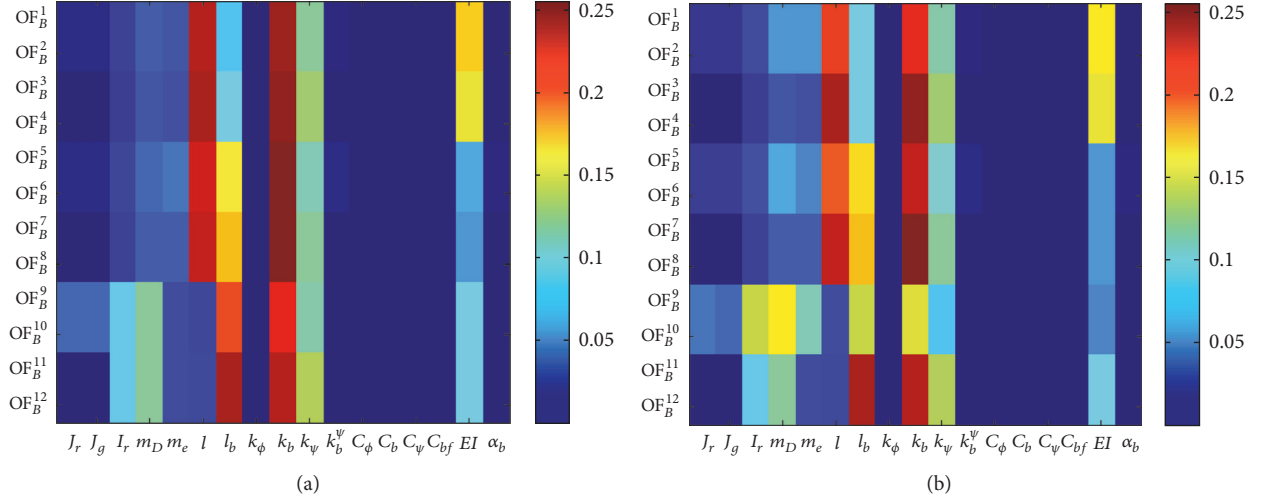 OF_B^1
OF_B^2
OF_B^3
OF_B^4
OF_B^5
OF_B^6
OF_B^7
OF_B^8
OF_B^9
OF_B^10
OF_B^11
OF_B^12
J_r J_g I_r m_D m_e l l_b k_ϕ k_b k_ψ k_b^ψ C_ϕ C_b C_ψ C_bf EI α_b
0.25
0.2
0.15
0.1
0.05
(a)
OF_B^1
OF_B^2
OF_B^3
OF_B^4
OF_B^5
OF_B^6
OF_B^7
OF_B^8
OF_B^9
OF_B^10
OF_B^11
OF_B^12
J_r J_g I_r m_D m_e l l_b k_ϕ k_b k_ψ k_b^ψ C_ϕ C_b C_ψ C_bf EI α_b
0.25
0.2
0.15
0.1
0.05
(b)